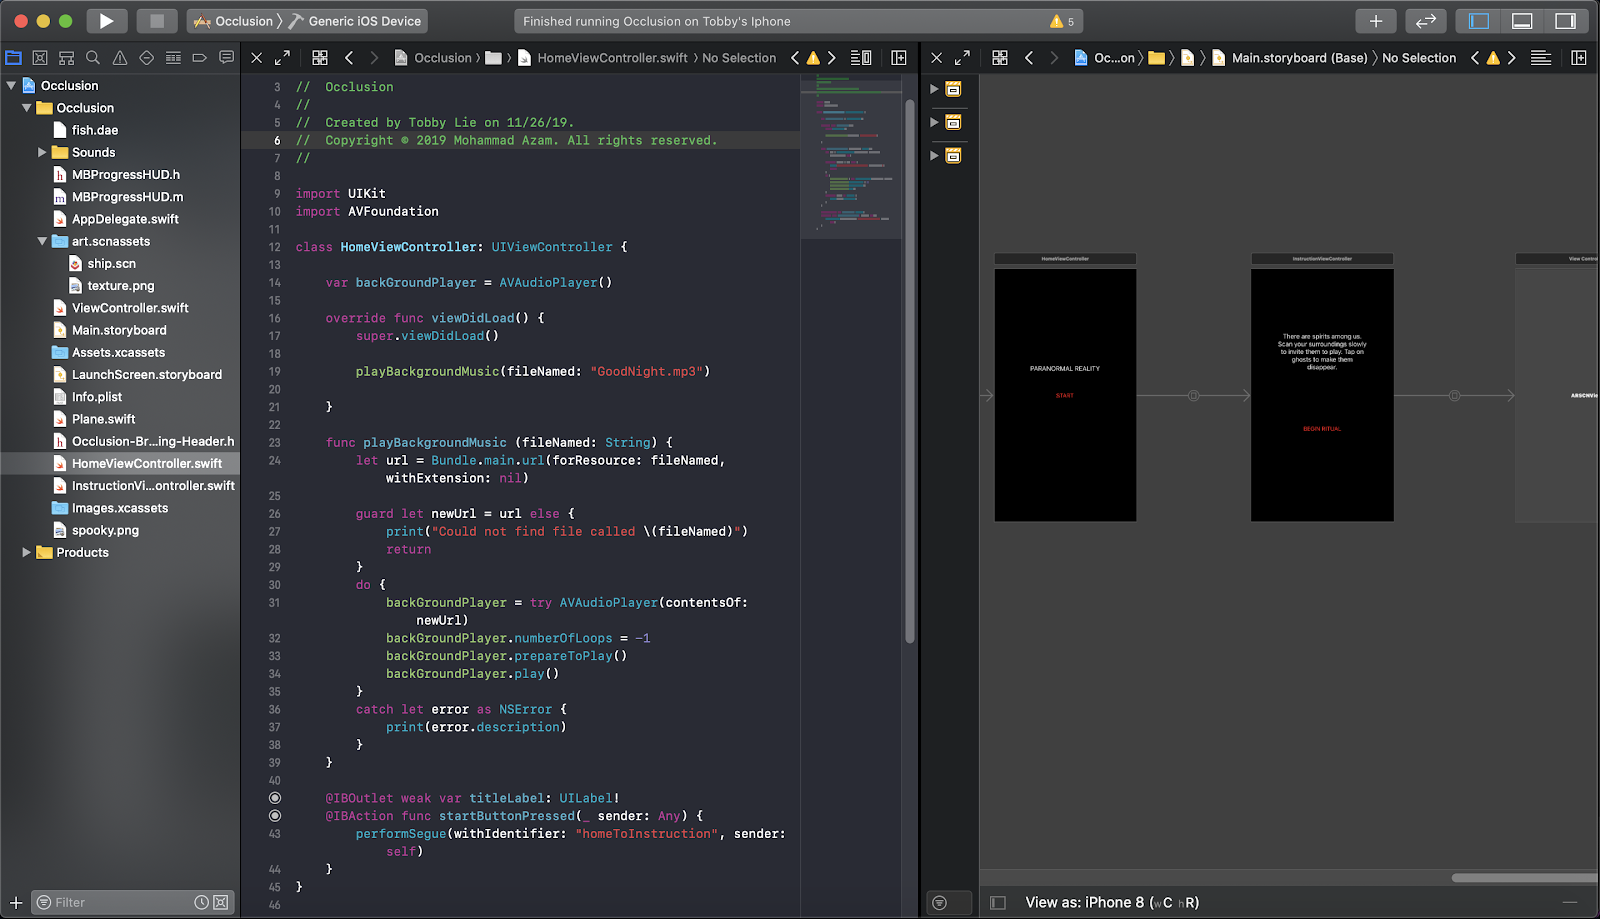 Occlusion
Generic iOS Device
Finished running Occlusion on Tobby's Iphone
5
Occlusion
HomeViewController.swift
No Selection
Oc...on
Main.storyboard (Base)
No Selection
Occlusion
Occlusion
fish.dae
Sounds
MBProgressHUD.h
MBProgressHUD.m
AppDelegate.swift
art.scnassets
ship.scn
texture.png
ViewController.swift
Main.storyboard
Assets.xcassets
LaunchScreen.storyboard
Info.plist
Plane.swift
Occlusion-Br...ing-Header.h
HomeViewController.swift
InstructionVi...ontroller.swift
Images.xcassets
spooky.png
Products
Filter
3 //  Occlusion
4 //
5 //  Created by Tobby Lie on 11/26/19.
6 //  Copyright © 2019 Mohammad Azam. All rights reserved.
7 //
8
9 import UIKit
10 import AVFoundation
11
12 class HomeViewController: UIViewController {
13
14 var backGroundPlayer = AVAudioPlayer()
15
16 override func viewDidLoad() {
17 super.viewDidLoad()
18
19 playBackgroundMusic(fileNamed: "GoodNight.mp3")
20
21 }
22
23 func playBackgroundMusic (fileNamed: String) {
24 let url = Bundle.main.url(forResource: fileNamed,
withExtension: nil)
25
26 guard let newUrl = url else {
27 print("Could not find file called \(fileNamed)")
28 return
29 }
30 do {
31 backGroundPlayer = try AVAudioPlayer(contentsOf:
newUrl)
32 backGroundPlayer.numberOfLoops = -1
33 backGroundPlayer.prepareToPlay()
34 backGroundPlayer.play()
35 }
36 catch let error as NSError {
37 print(error.description)
38 }
39 }
40
@IBOutlet weak var titleLabel: UILabel!
@IBAction func startButtonPressed(_ sender: Any) {
43 performSegue(withIdentifier: "homeToInstruction", sender:
self)
44 }
45 }
46
HomeViewController
PARANORMAL REALITY
START
InstructionViewController
There are spirits among us.
Scan your surroundings slowly
to invite them to play. Tap on
ghosts to make them
disappear.
BEGIN RITUAL
View Contro
ARSCNVie
View as: iPhone 8 (wC hR)